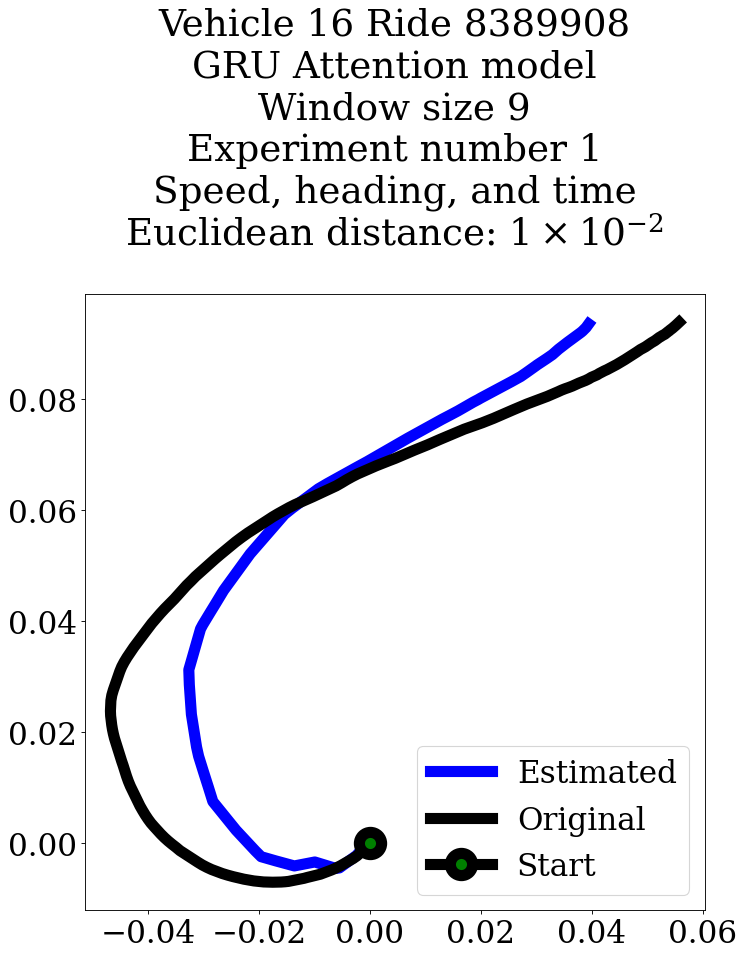 Vehicle 16 Ride 8389908
GRU Attention model
Window size 9
Experiment number 1
Speed, heading, and time
Euclidean distance: 1 × 10⁻²
0.08
0.06
0.04
0.02
0.00
Estimated
Original
Start
−0.04 −0.02 0.00 0.02 0.04 0.06